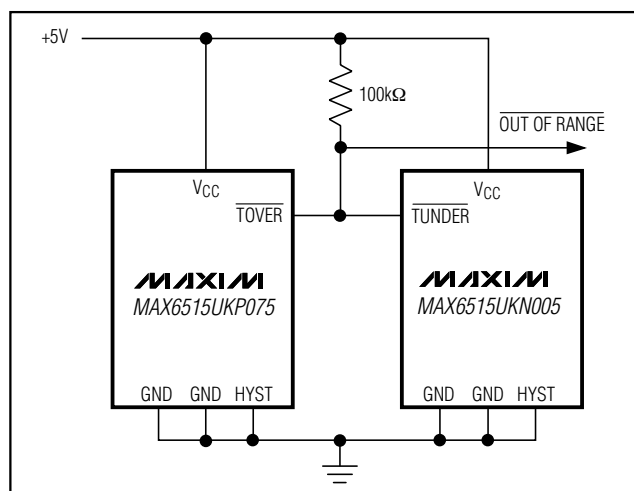 +5V
100kΩ
OUT OF RANGE
VCC
VCC
TOVER
TUNDER
MAXIM
MAX6515UKP075
MAXIM
MAX6515UKN005
GND GND HYST
GND GND HYST